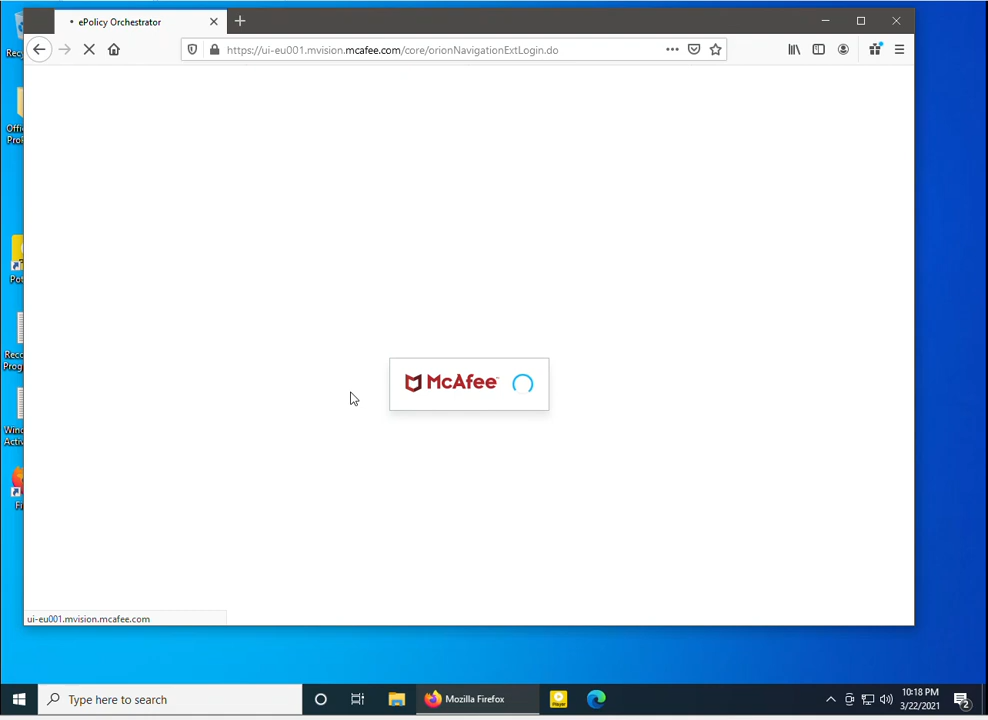 ePolicy Orchestrator
https://ui-eu001.mvision.mcafee.com/core/orionNavigationExtLogin.do
McAfee
ui-eu001.mvision.mcafee.com
Type here to search
Mozilla Firefox
10:18 PM
3/22/2021
2